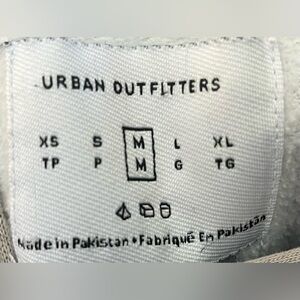 URBAN OUTFITTERS
XS S M L XL
TP P M G TG
Made in Pakistan • Fabriqué En Pakistan